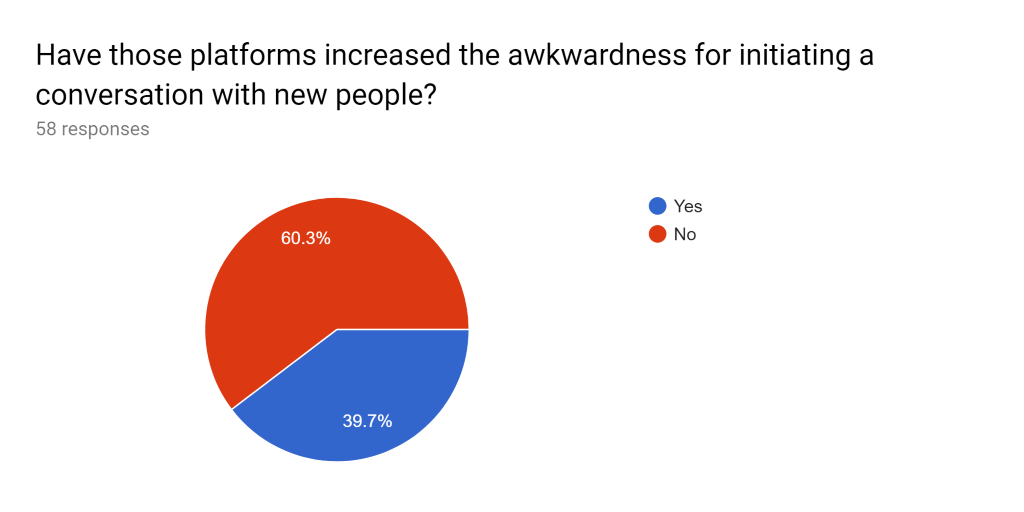 Have those platforms increased the awkwardness for initiating a
conversation with new people?
58 responses
Yes
No
60.3%
39.7%